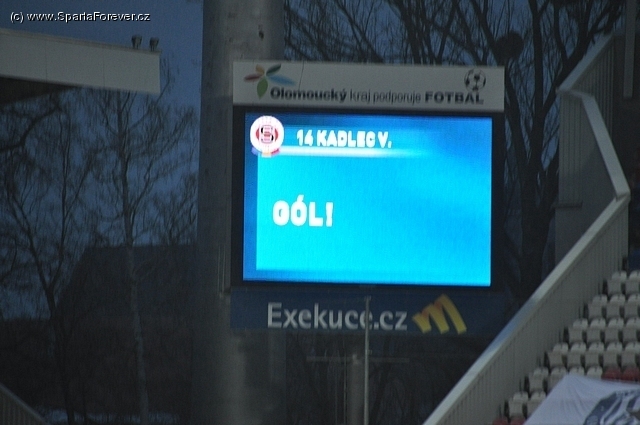 (c) www.SpartaForever.cz
Olomoucký kraj podporuje FOTBAL
14 KADLEC V.
GÓL!
Exekuce.cz